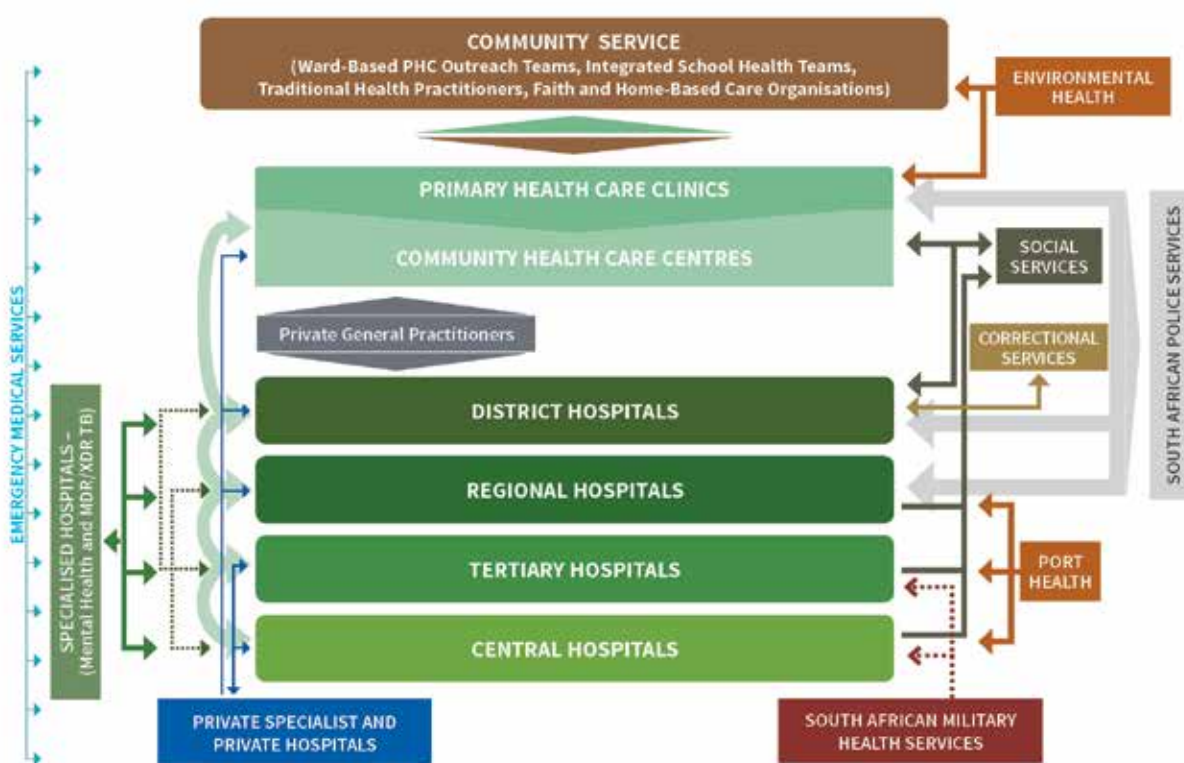 COMMUNITY SERVICE
(Ward-Based PHC Outreach Teams, Integrated School Health Teams,
Traditional Health Practitioners, Faith and Home-Based Care Organisations)
ENVIRONMENTAL
HEALTH
PRIMARY HEALTH CARE CLINICS
COMMUNITY HEALTH CARE CENTRES
SOCIAL
SERVICES
Private General Practitioners
CORRECTIONAL
SERVICES
SOUTH AFRICAN POLICE SERVICES
EMERGENCY MEDICAL SERVICES
SPECIALISED HOSPITALS –
(Mental Health and MDR/XDR TB)
DISTRICT HOSPITALS
REGIONAL HOSPITALS
TERTIARY HOSPITALS
PORT
HEALTH
CENTRAL HOSPITALS
PRIVATE SPECIALIST AND
PRIVATE HOSPITALS
SOUTH AFRICAN MILITARY
HEALTH SERVICES